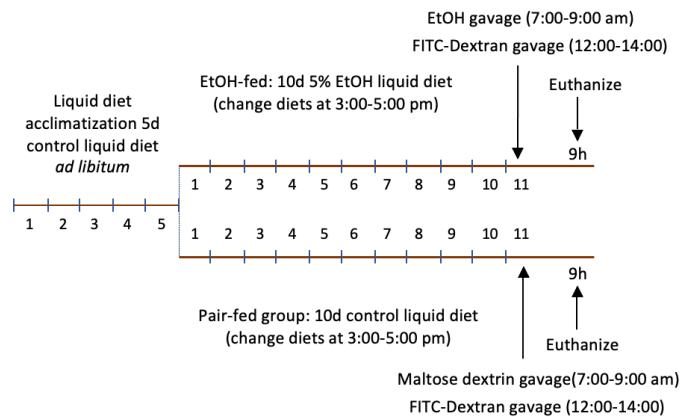 EtOH gavage (7:00-9:00 am)
FITC-Dextran gavage (12:00-14:00)
EtOH-fed: 10d 5% EtOH liquid diet
(change diets at 3:00-5:00 pm)
Euthanize
Liquid diet
acclimatization 5d
control liquid diet
ad libitum
9h
1 2 3 4 5 6 7 8 9 10 11
1 2 3 4 5
1 2 3 4 5 6 7 8 9 10 11
9h
Pair-fed group: 10d control liquid diet
(change diets at 3:00-5:00 pm)
Euthanize
Maltose dextrin gavage(7:00-9:00 am)
FITC-Dextran gavage (12:00-14:00)